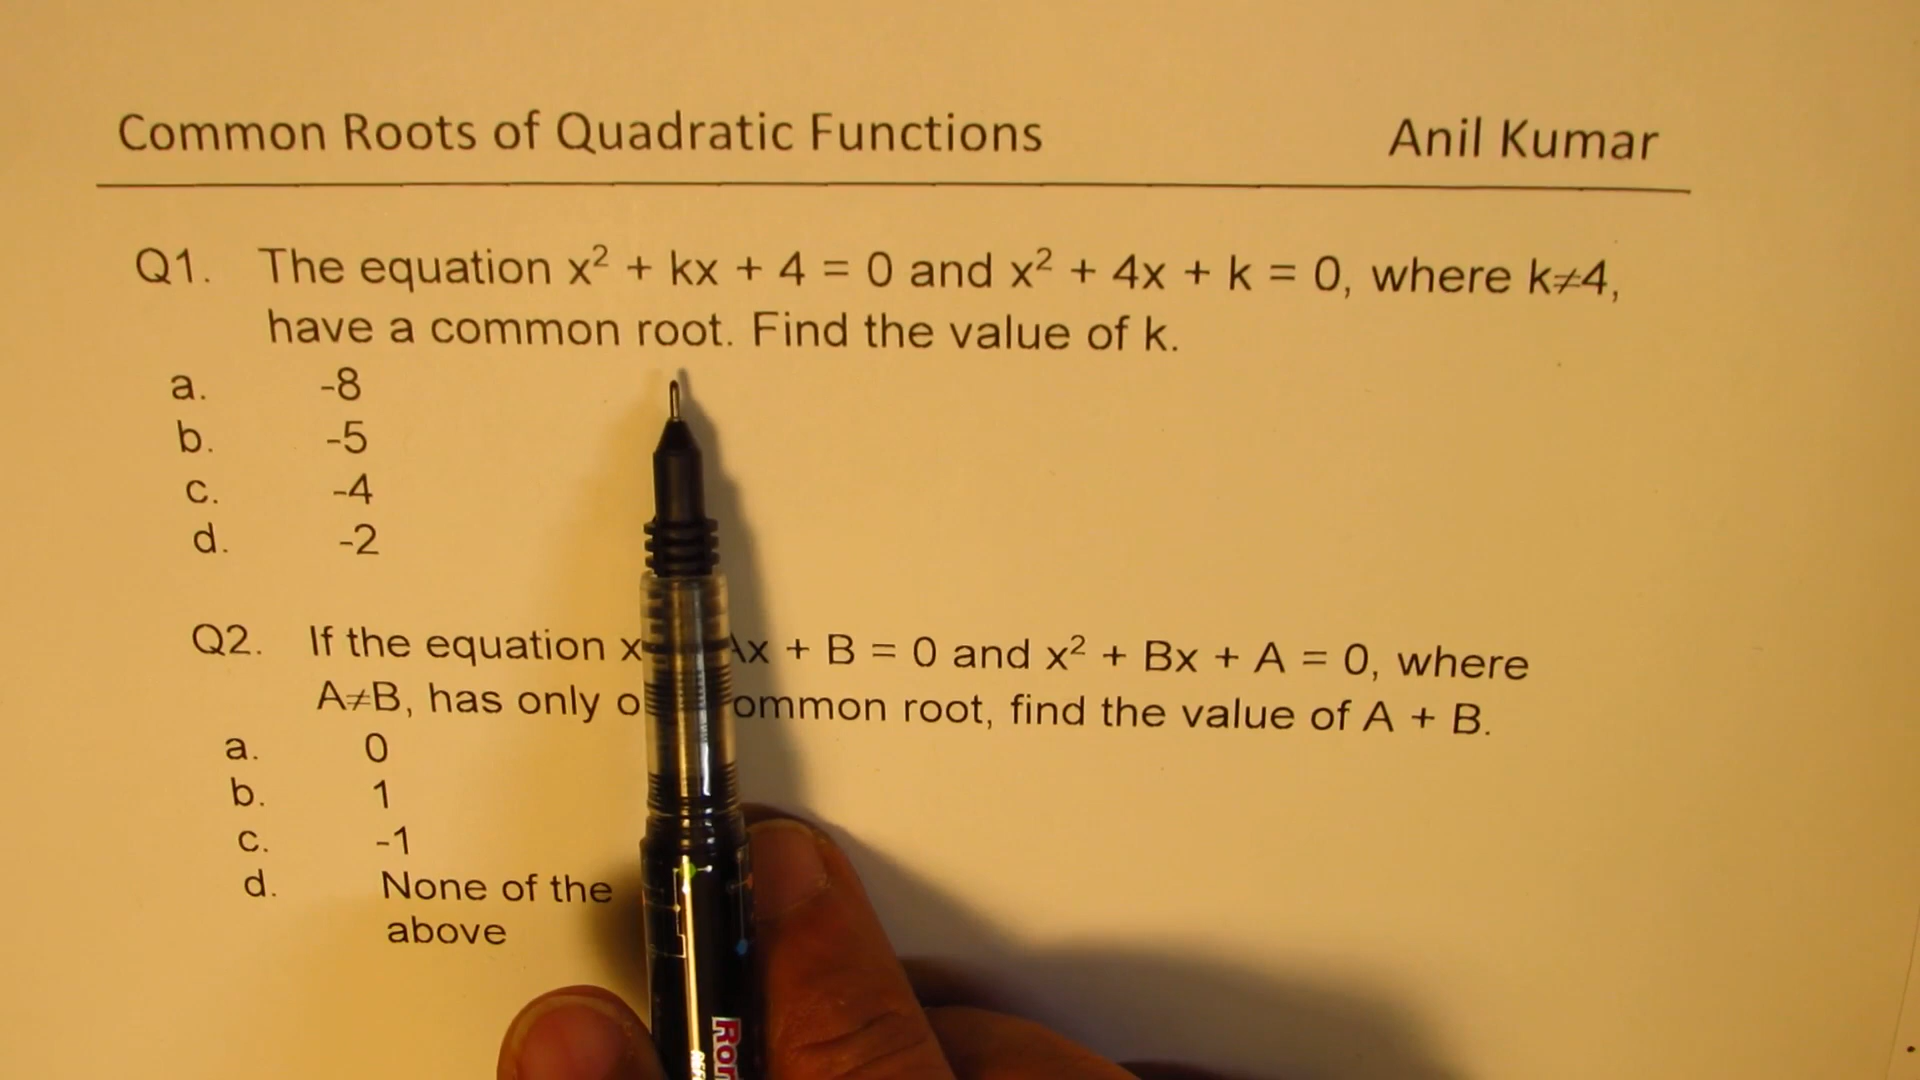 Common Roots of Quadratic Functions Anil Kumar
Q1. The equation x² + kx + 4 = 0 and x² + 4x + k = 0, where k≠4,
have a common root. Find the value of k.
a. -8
b. -5
c. -4
d. -2
Q2. If the equation x x + B = 0 and x² + Bx + A = 0, where
A≠B, has only ommon root, find the value of A + B.
a. 0
b. 1
c. -1
d. None of the
above